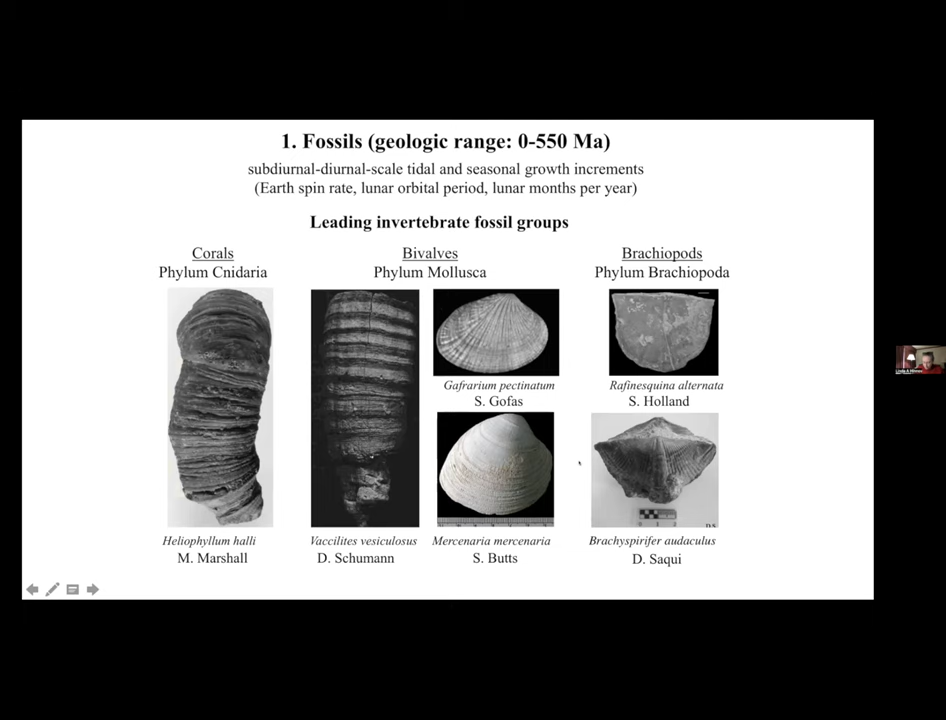 1. Fossils (geologic range: 0-550 Ma)
subdiurnal-diurnal-scale tidal and seasonal growth increments
(Earth spin rate, lunar orbital period, lunar months per year)
Leading invertebrate fossil groups
Corals
Phylum Cnidaria
Heliophyllum halli
M. Marshall
Bivalves
Phylum Mollusca
Gafrarium pectinatum
S. Gofas
Vaccilites vesiculosus
D. Schumann
Mercenaria mercenaria
S. Butts
Brachiopods
Phylum Brachiopoda
Rafinesquina alternata
S. Holland
D.S.
Brachyspirifer audaculus
D. Saqui